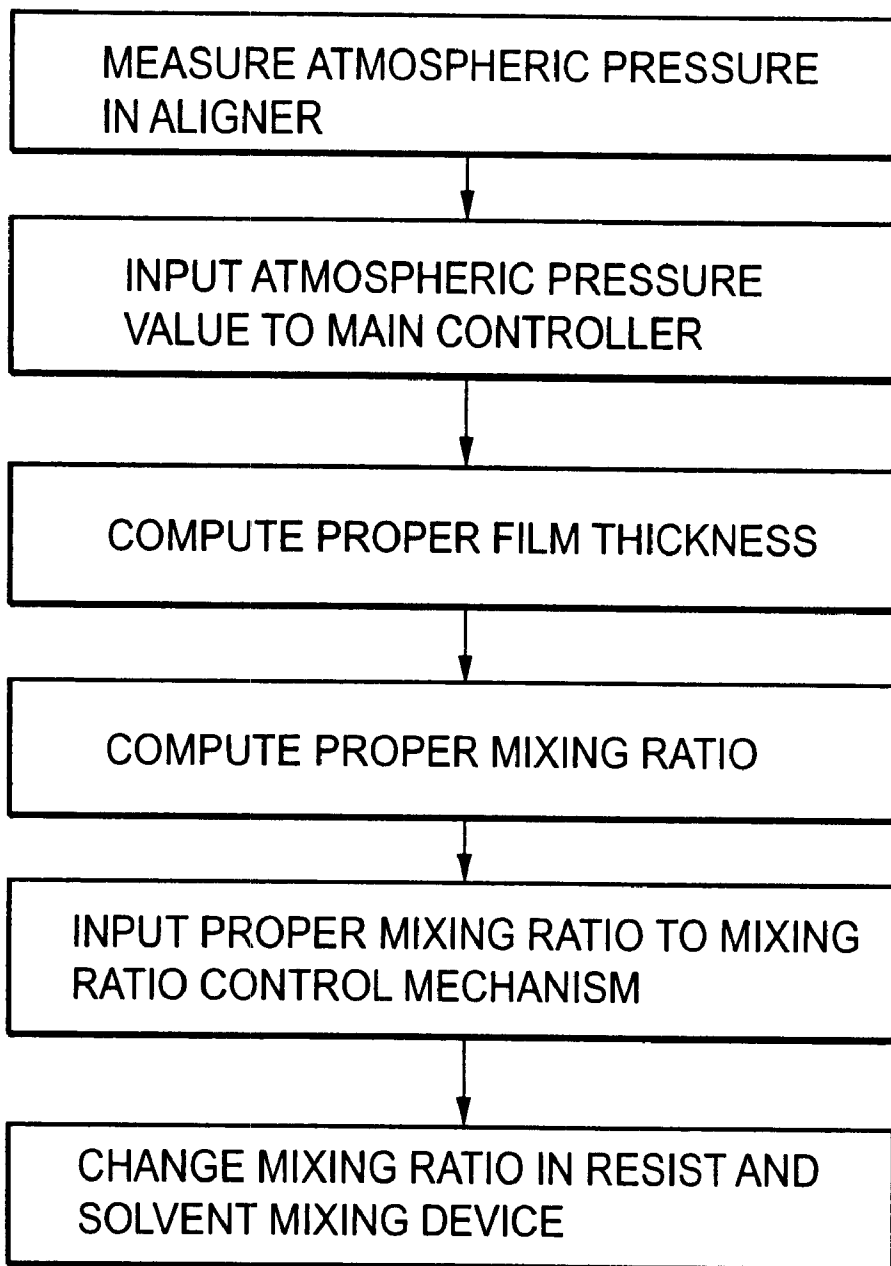 MEASURE ATMOSPHERIC PRESSURE
IN ALIGNER
INPUT ATMOSPHERIC PRESSURE
VALUE TO MAIN CONTROLLER
COMPUTE PROPER FILM THICKNESS
COMPUTE PROPER MIXING RATIO
INPUT PROPER MIXING RATIO TO MIXING
RATIO CONTROL MECHANISM
CHANGE MIXING RATIO IN RESIST AND
SOLVENT MIXING DEVICE